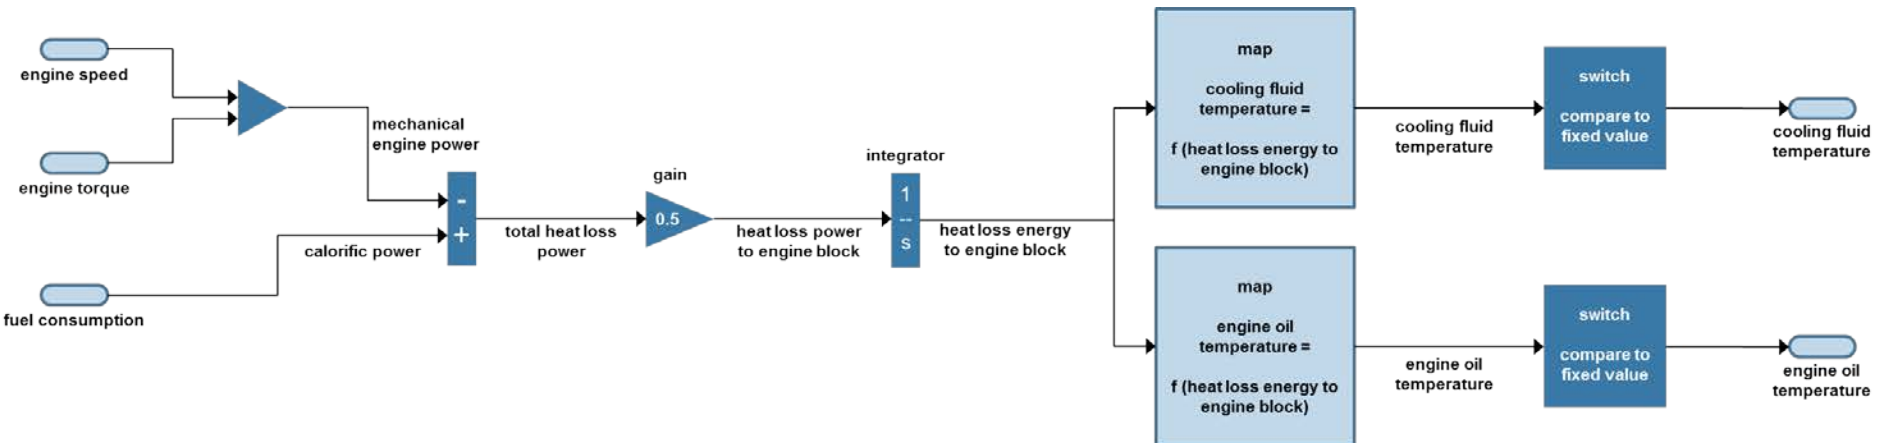 engine speed
engine torque
fuel consumption
mechanical
engine power
calorific power
-
+
total heat loss
power
gain
0.5
heat loss power
to engine block
integrator
1
--
s
heat loss energy
to engine block
map
cooling fluid
temperature =
f (heat loss energy to
engine block)
cooling fluid
temperature
switch
compare to
fixed value
cooling fluid
temperature
map
engine oil
temperature =
f (heat loss energy to
engine block)
engine oil
temperature
switch
compare to
fixed value
engine oil
temperature